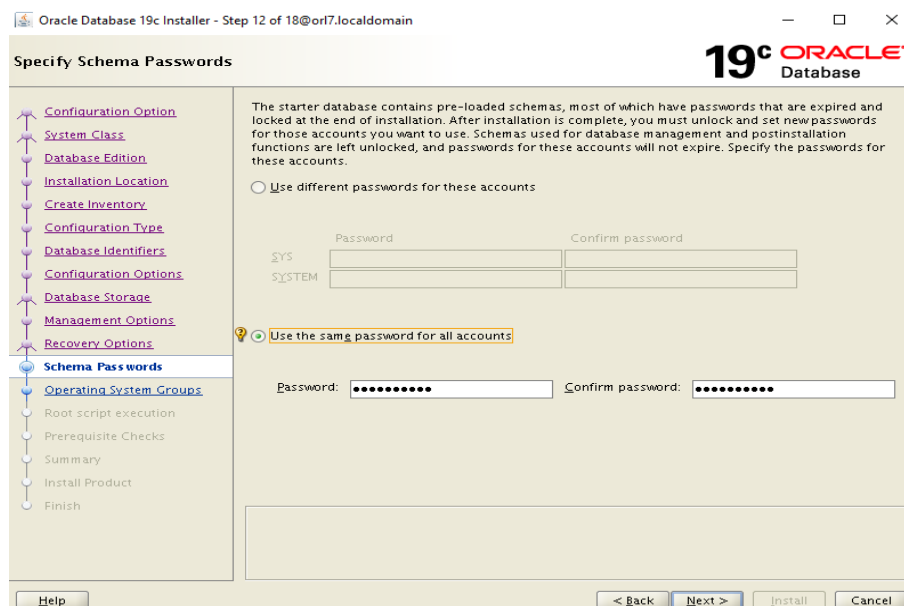 Oracle Database 19c Installer - Step 12 of 18@orl7.localdomain
Specify Schema Passwords
19c ORACLE
Database
Configuration Option
System Class
Database Edition
Installation Location
Create Inventory
Configuration Type
Database Identifiers
Configuration Options
Database Storage
Management Options
Recovery Options
Schema Passwords
Operating System Groups
Root script execution
Prerequisite Checks
Summary
Install Product
Finish
The starter database contains pre-loaded schemas, most of which have passwords that are expired and
locked at the end of installation. After installation is complete, you must unlock and set new passwords
for those accounts you want to use. Schemas used for database management and postinstallation
functions are left unlocked, and passwords for these accounts will not expire. Specify the passwords for
these accounts.
Use different passwords for these accounts
Password Confirm password
SYS
SYSTEM
Use the same password for all accounts
Password: •••••••••• Confirm password: ••••••••••
Help < Back Next > Install Cancel